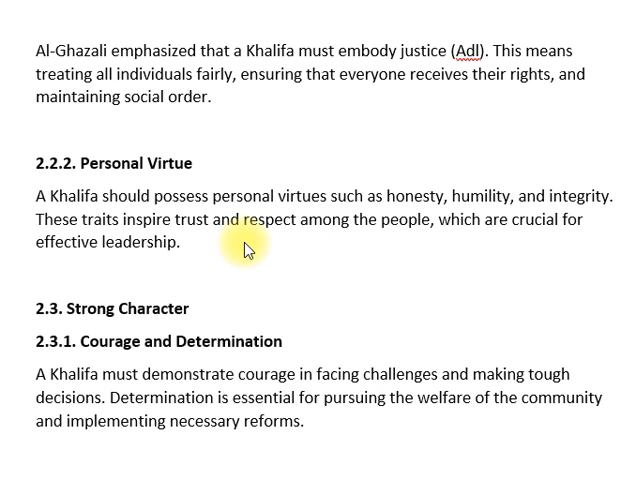 Al-Ghazali emphasized that a Khalifa must embody justice (Adl). This means
treating all individuals fairly, ensuring that everyone receives their rights, and
maintaining social order.
2.2.2. Personal Virtue
A Khalifa should possess personal virtues such as honesty, humility, and integrity.
These traits inspire trust and respect among the people, which are crucial for
effective leadership.
2.3. Strong Character
2.3.1. Courage and Determination
A Khalifa must demonstrate courage in facing challenges and making tough
decisions. Determination is essential for pursuing the welfare of the community
and implementing necessary reforms.